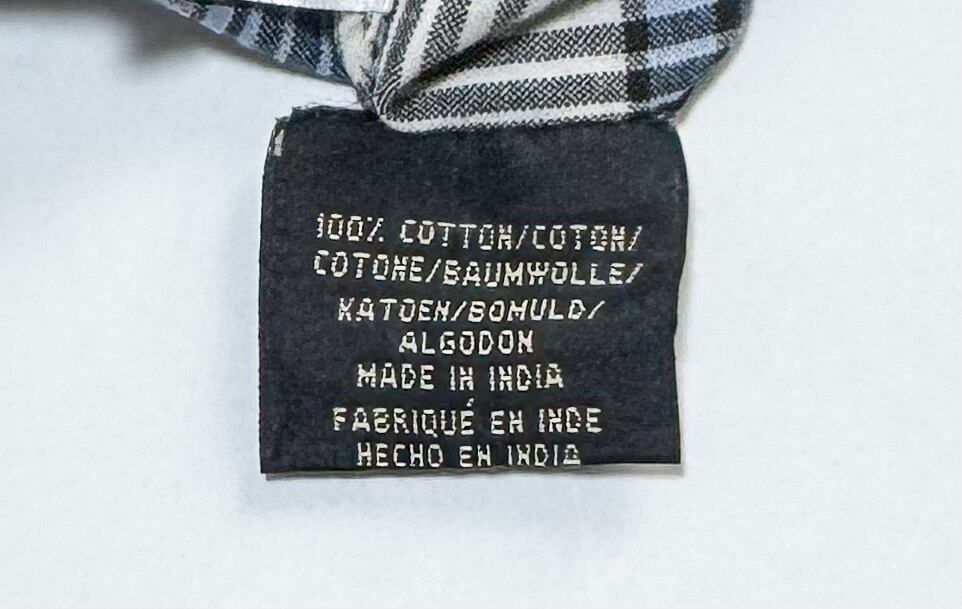 100% COTTON/COTON/
COTONE/BAUMWOLLE/
KATOEN/BOMULD/
ALGODON
MADE IN INDIA
FABRIQUÉ EN INDE
HECHO EN INDIA